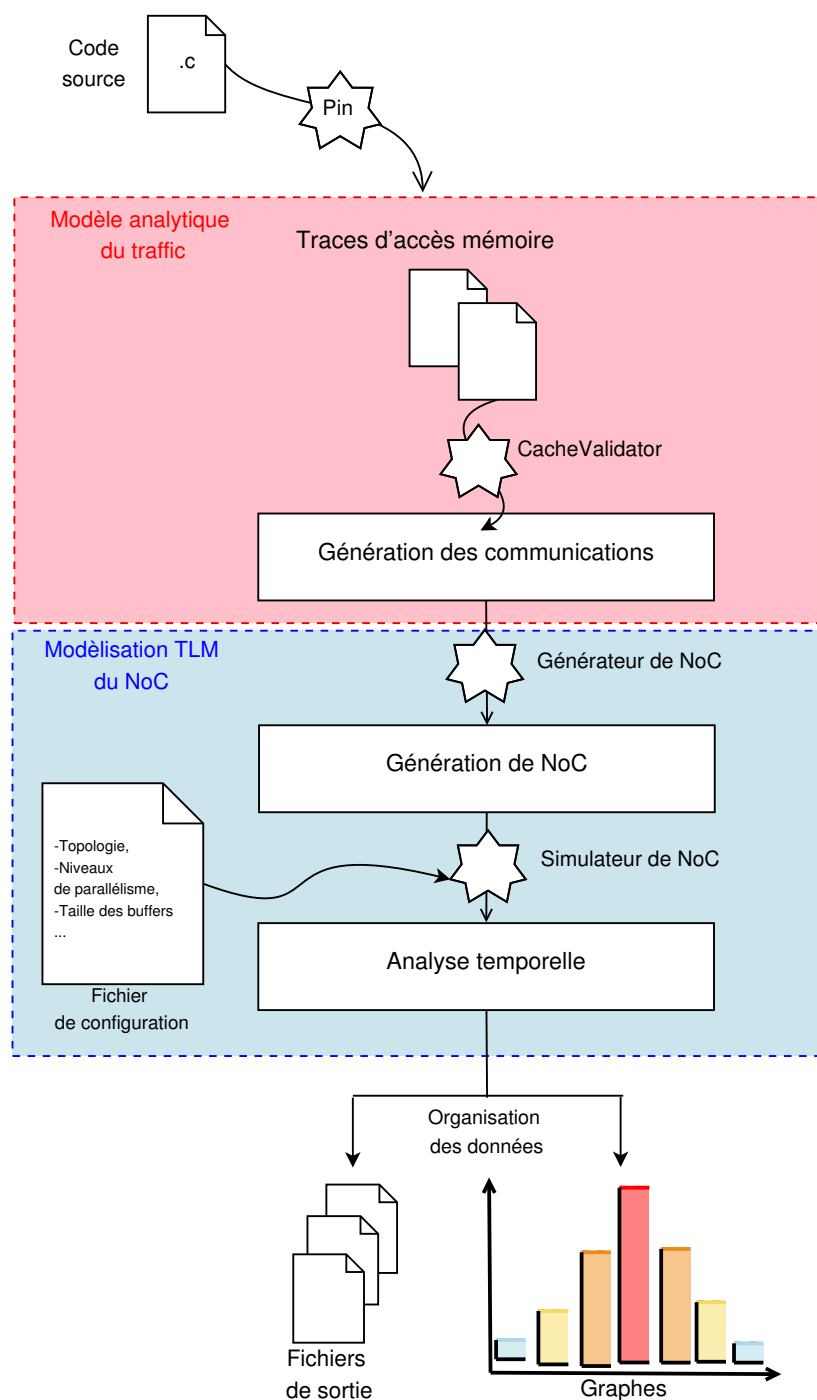 Code
source
.c
Pin
Modèle analytique
du traffic
Traces d'accès mémoire
CacheValidator
Génération des communications
Modèlisation TLM
du NoC
Générateur de NoC
Génération de NoC
-Topologie,
-Niveaux
de parallélisme,
-Taille des buffers
...
Simulateur de NoC
Analyse temporelle
Fichier
de configuration
Organisation
des données
Fichiers
de sortie
Graphes